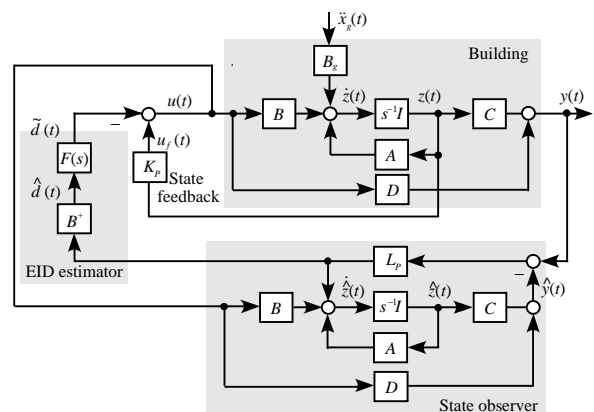 ẍg(t)
Building
Bg
u(t)
ż(t)
z(t)
y(t)
B
s⁻¹I
C
−
d̃(t)
uf(t)
F(s)
KP
State
feedback
A
D
d̂(t)
B⁺
EID estimator
LP
−
ẑ̇(t)
ẑ(t)
ŷ(t)
B
s⁻¹I
C
A
D
State observer